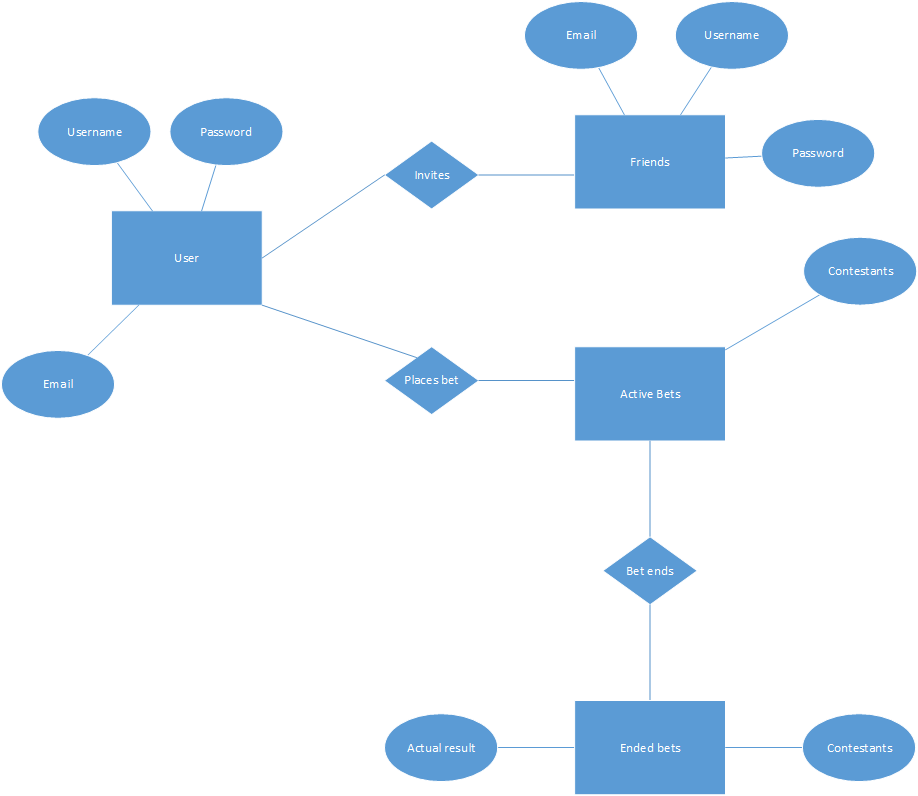 Email
Username
Username
Password
Invites
Friends
Password
User
Contestants
Email
Places bet
Active Bets
Bet ends
Actual result
Ended bets
Contestants